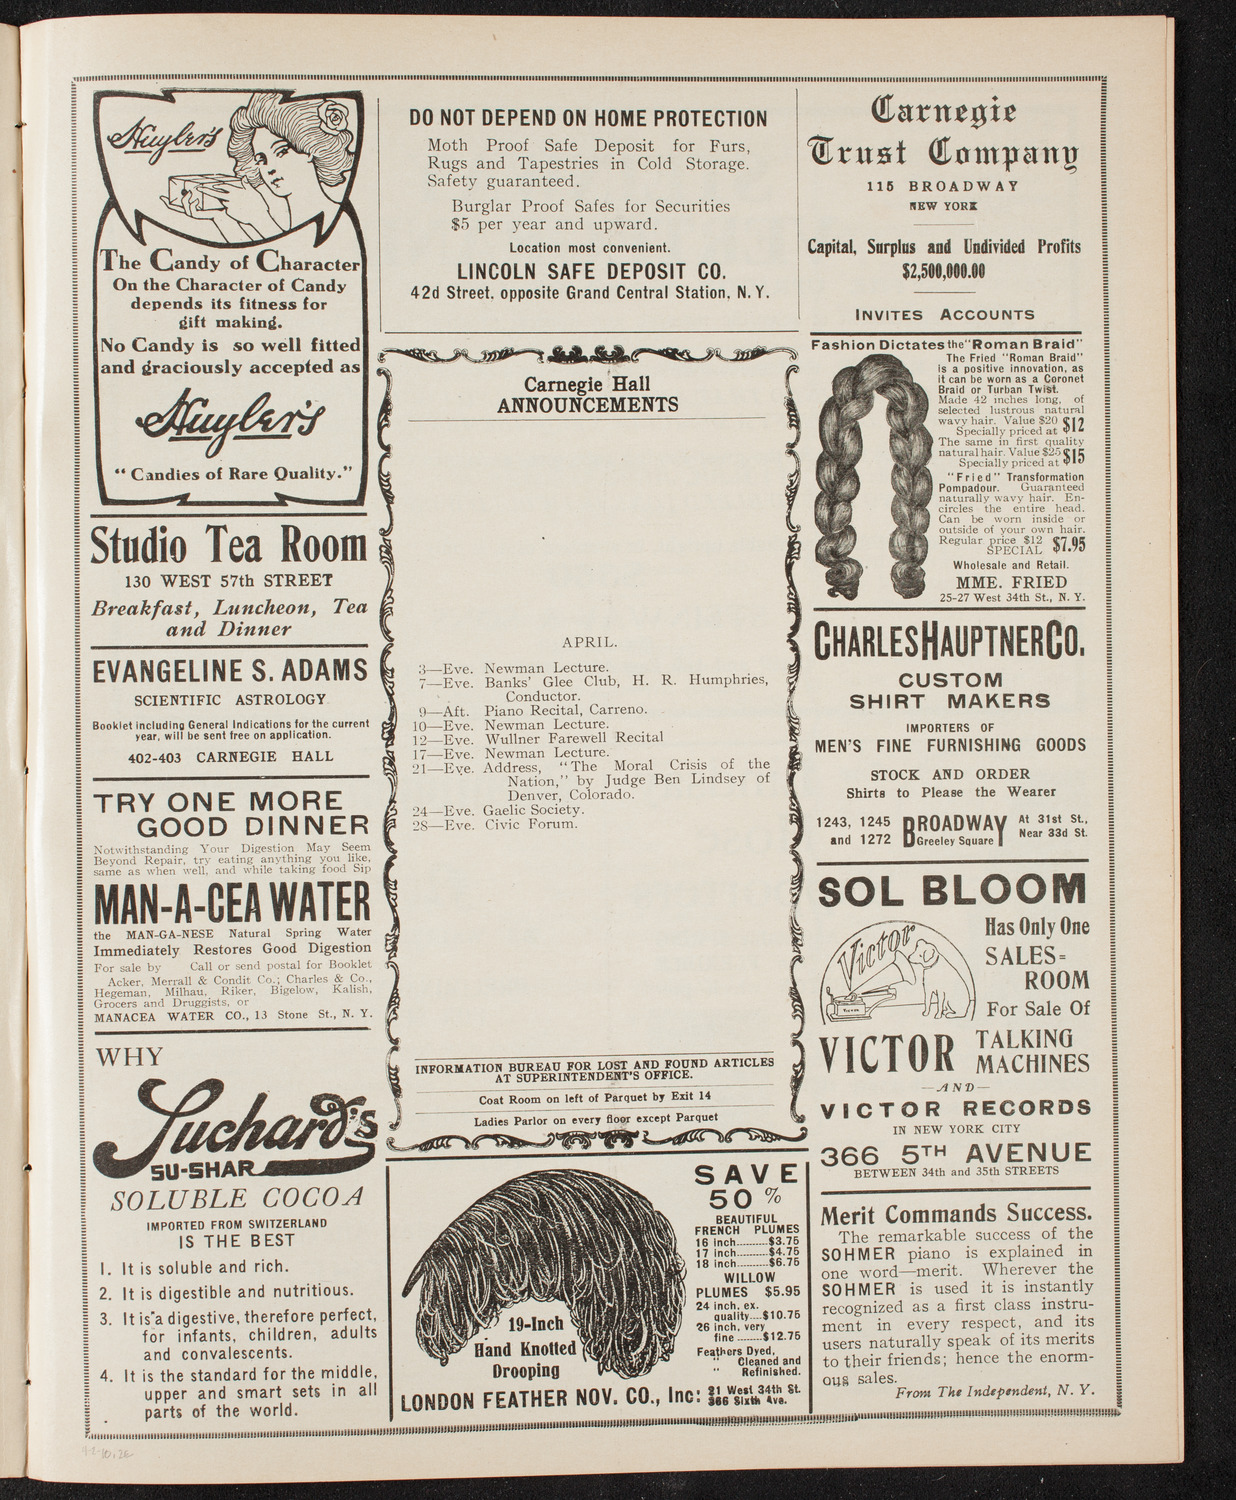 Huyler's
The Candy of Character
On the Character of Candy
depends its fitness for
gift making.
No Candy is so well fitted
and graciously accepted as
Huyler's
"Candies of Rare Quality."
Studio Tea Room
130 WEST 57th STREET
Breakfast, Luncheon, Tea
and Dinner
EVANGELINE S. ADAMS
SCIENTIFIC ASTROLOGY
Booklet including General Indications for the current
year, will be sent free on application.
402-403 CARNEGIE HALL
TRY ONE MORE
GOOD DINNER
Notwithstanding Your Digestion May Seem
Beyond Repair, try eating anything you like,
same as when well, and while taking food Sip
MAN-A-CEA WATER
the MAN-GA-NESE Natural Spring Water
Immediately Restores Good Digestion
For sale by Call or send postal for Booklet
Acker, Merrall & Condit Co.; Charles & Co.,
Hegeman, Milhau, Riker, Bigelow, Kalish,
Grocers and Druggists, or
MANACEA WATER CO., 13 Stone St., N. Y.
WHY
Suchard's
SU-SHAR
SOLUBLE COCOA
IMPORTED FROM SWITZERLAND
IS THE BEST
1. It is soluble and rich.
2. It is digestible and nutritious.
3. It is a digestive, therefore perfect,
for infants, children, adults
and convalescents.
4. It is the standard for the middle,
upper and smart sets in all
parts of the world.
DO NOT DEPEND ON HOME PROTECTION
Moth Proof Safe Deposit for Furs,
Rugs and Tapestries in Cold Storage.
Safety guaranteed.
Burglar Proof Safes for Securities
$5 per year and upward.
Location most convenient.
LINCOLN SAFE DEPOSIT CO.
42d Street, opposite Grand Central Station, N. Y.
Carnegie Hall
ANNOUNCEMENTS
APRIL.
3—Eve. Newman Lecture.
7—Eve. Banks' Glee Club, H. R. Humphries,
Conductor.
9—Aft. Piano Recital, Carreno.
10—Eve. Newman Lecture.
12—Eve. Wullner Farewell Recital
17—Eve. Newman Lecture.
21—Eve. Address, "The Moral Crisis of the
Nation," by Judge Ben Lindsey of
Denver, Colorado.
24—Eve. Gaelic Society.
28—Eve. Civic Forum.
INFORMATION BUREAU FOR LOST AND FOUND ARTICLES
AT SUPERINTENDENT'S OFFICE.
Coat Room on left of Parquet by Exit 14
Ladies Parlor on every floor except Parquet
SAVE
50 %
BEAUTIFUL
FRENCH PLUMES
16 inch..........$3.75
17 inch..........$4.75
18 inch..........$6.75
WILLOW
PLUMES $5.95
24 inch, ex.
quality....$10.75
26 inch, very
fine .......$12.75
Feathers Dyed,
" Cleaned and
" Refinished.
19-Inch
Hand Knotted
Drooping
LONDON FEATHER NOV. CO., Inc: 21 West 34th St.
366 Sixth Ave.
Carnegie
Trust Company
115 BROADWAY
NEW YORK
Capital, Surplus and Undivided Profits
$2,500,000.00
INVITES ACCOUNTS
Fashion Dictates the "Roman Braid"
The Fried "Roman Braid"
is a positive innovation, as
it can be worn as a Coronet
Braid or Turban Twist.
Made 42 inches long, of
selected lustrous natural
wavy hair. Value $20
Specially priced at $12
The same in first quality
natural hair. Value $25
Specially priced at $15
"Fried" Transformation
Pompadour. Guaranteed
naturally wavy hair. En-
circles the entire head.
Can be worn inside or
outside of your own hair.
Regular price $12
SPECIAL $7.95
Wholesale and Retail.
MME. FRIED
25-27 West 34th St., N. Y.
CHARLES HAUPTNER CO.
CUSTOM
SHIRT MAKERS
IMPORTERS OF
MEN'S FINE FURNISHING GOODS
STOCK AND ORDER
Shirts to Please the Wearer
1243, 1245 BROADWAY At 31st St.,
and 1272 Greeley Square Near 33d St.
SOL BLOOM
Has Only One
SALES-
ROOM
For Sale Of
Victor
VICTOR TALKING
MACHINES
—AND—
VICTOR RECORDS
IN NEW YORK CITY
366 5TH AVENUE
BETWEEN 34th and 35th STREETS
Merit Commands Success.
The remarkable success of the
SOHMER piano is explained in
one word—merit. Wherever the
SOHMER is used it is instantly
recognized as a first class instru-
ment in every respect, and its
users naturally speak of its merits
to their friends; hence the enorm-
ous sales.
From The Independent, N. Y.